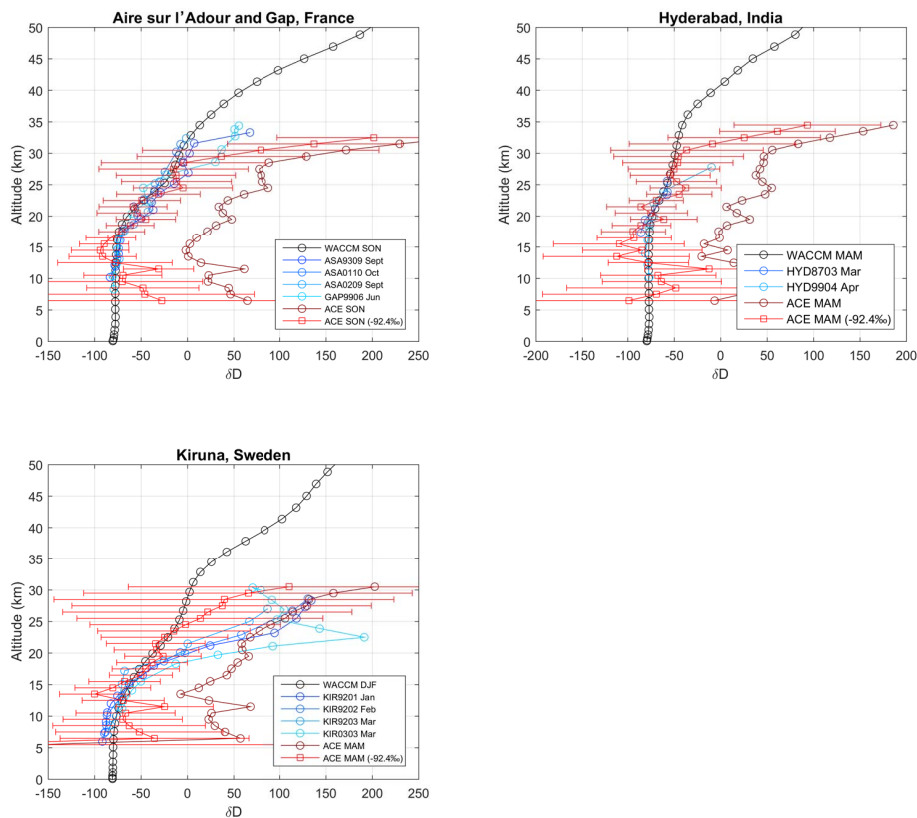 Aire sur l'Adour and Gap, France
50
45
40
35
30
25
20
15
10
5
0
Altitude (km)
WACCM SON
ASA9309 Sept
ASA0110 Oct
ASA0209 Sept
GAP9906 Jun
ACE SON
ACE SON (-92.4‰)
-150 -100 -50 0 50 100 150 200 250
δD
Hyderabad, India
50
45
40
35
30
25
20
15
10
5
0
Altitude (km)
WACCM MAM
HYD8703 Mar
HYD9904 Apr
ACE MAM
ACE MAM (-92.4‰)
-200 -150 -100 -50 0 50 100 150 200
δD
Kiruna, Sweden
50
45
40
35
30
25
20
15
10
5
0
Altitude (km)
WACCM DJF
KIR9201 Jan
KIR9202 Feb
KIR9203 Mar
KIR0303 Mar
ACE MAM
ACE MAM (-92.4‰)
-150 -100 -50 0 50 100 150 200 250
δD